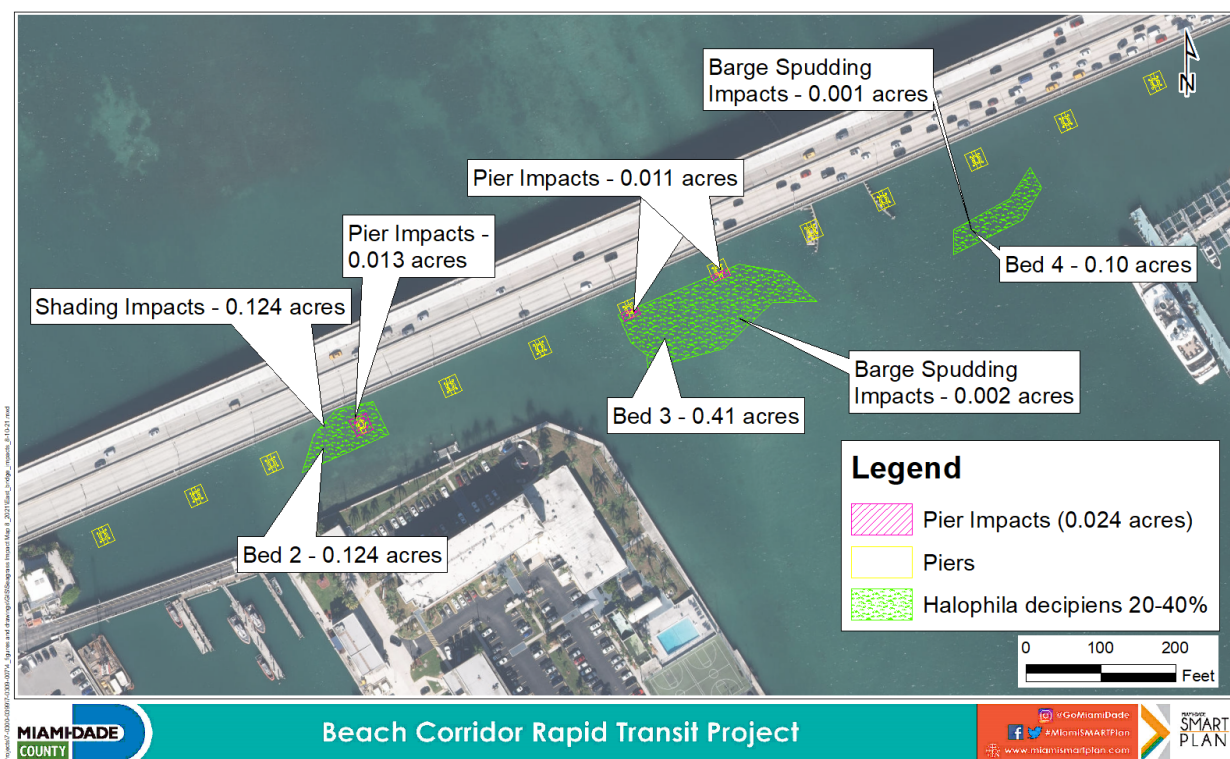 Barge Spudding
Impacts - 0.001 acres
N
Pier Impacts - 0.011 acres
Pier Impacts -
0.013 acres
Shading Impacts - 0.124 acres
Bed 4 - 0.10 acres
Barge Spudding
Impacts - 0.002 acres
Bed 3 - 0.41 acres
Bed 2 - 0.124 acres
Legend
Pier Impacts (0.024 acres)
Piers
Halophila decipiens 20-40%
0 100 200
Feet
MIAMI-DADE
COUNTY
Beach Corridor Rapid Transit Project
@GoMiamiDade
#MiamiSMARTPlan
www.miamismartplan.com
MIAMI-DADE
SMART
PLAN